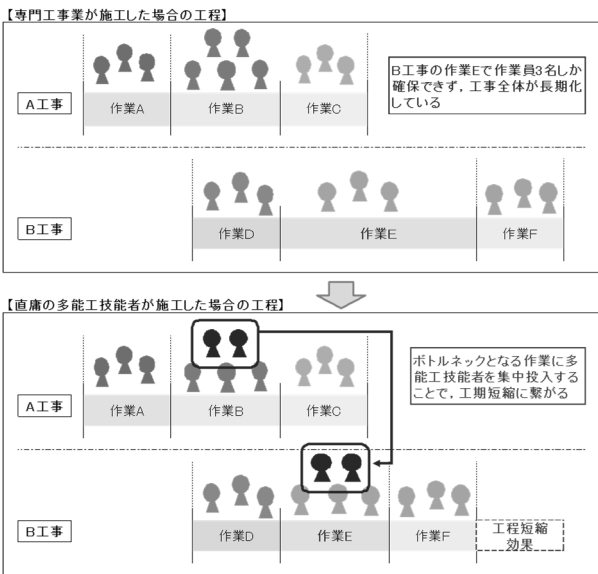 【専門工事業が施工した場合の工程】
B工事の作業Eで作業員3名しか
確保できず，工事全体が長期化
している
A工事
作業A
作業B
作業C
B工事
作業D
作業E
作業F
【直庸の多能工技能者が施工した場合の工程】
ボトルネックとなる作業に多
能工技能者を集中投入する
ことで，工期短縮に繋がる
A工事
作業A
作業B
作業C
B工事
作業D
作業E
作業F
工程短縮
効果